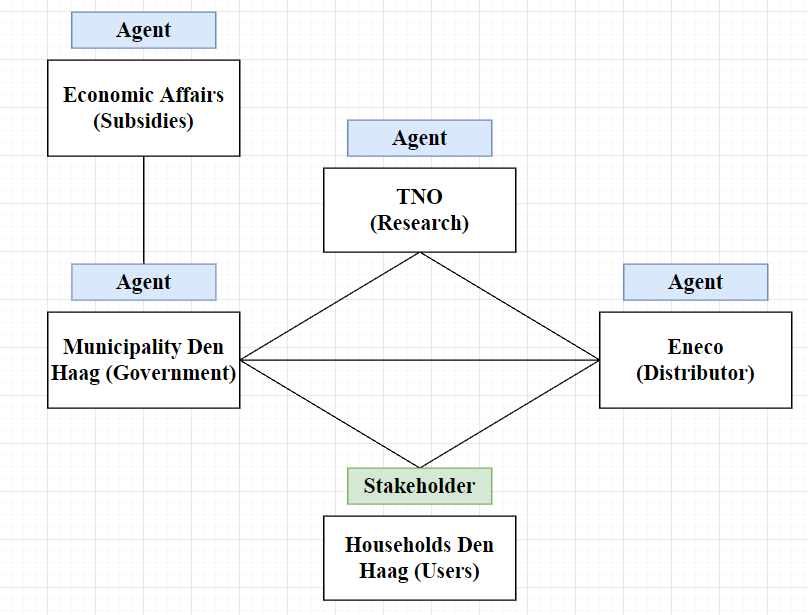 Agent
Economic Affairs
(Subsidies)
Agent
TNO
(Research)
Agent
Municipality Den
Haag (Government)
Agent
Eneco
(Distributor)
Stakeholder
Households Den
Haag (Users)